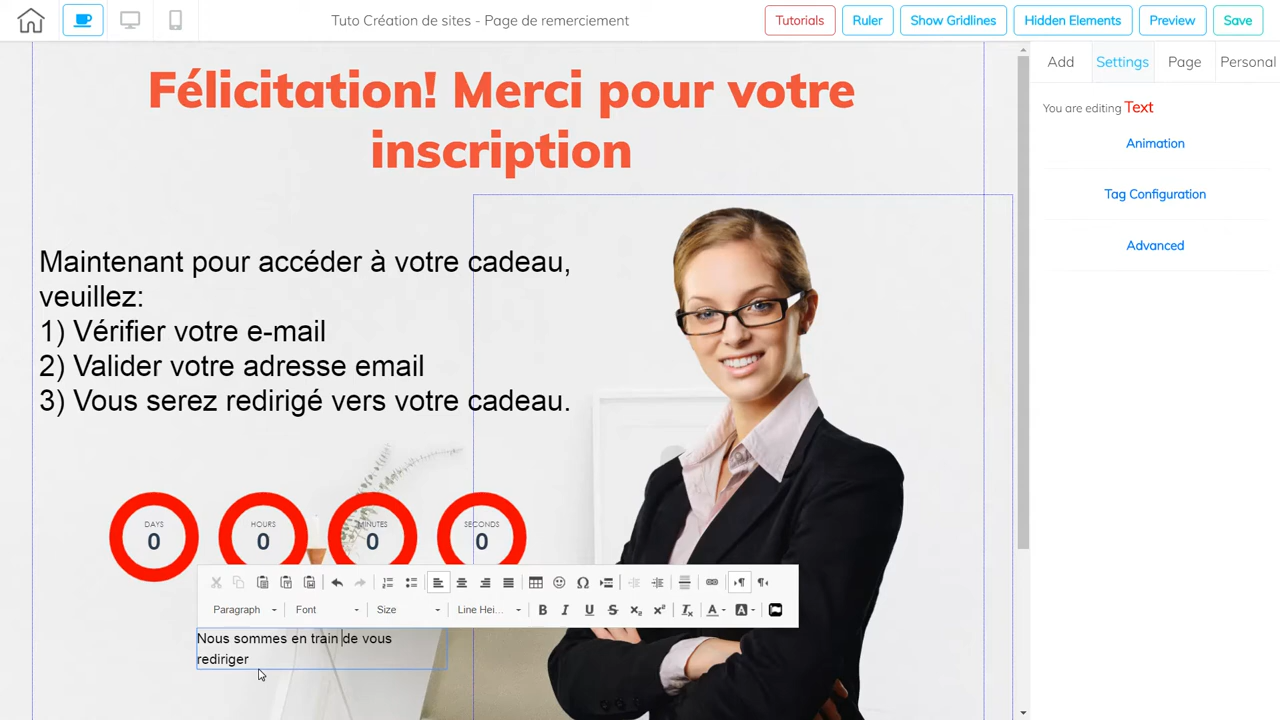 Tuto Création de sites - Page de remerciement
Tutorials
Ruler
Show Gridlines
Hidden Elements
Preview
Save
Add
Settings
Page
Personal
You are editing Text
Animation
Tag Configuration
Advanced
Félicitation! Merci pour votre
inscription
Maintenant pour accéder à votre cadeau,
veuillez:
1) Vérifier votre e-mail
2) Valider votre adresse email
3) Vous serez redirigé vers votre cadeau.
DAYS
0
HOURS
0
MINUTES
0
SECONDS
0
Paragraph
Font
Size
Line Hei...
Nous sommes en train de vous
rediriger